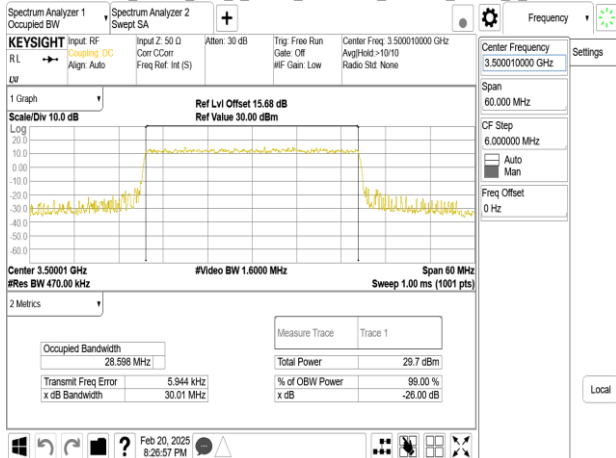 Spectrum Analyzer 1
Occupied BW
Spectrum Analyzer 2
Swept SA
+
Frequency
KEYSIGHT
Input: RF
Coupling: DC
Align: Auto
RL
LXI
Input Z: 50 Ω
Corr CCorr
Freq Ref: Int (S)
Atten: 30 dB
Trig: Free Run
Gate: Off
#IF Gain: Low
Center Freq: 3.500010000 GHz
Avg|Hold:>10/10
Radio Std: None
Center Frequency
3.500010000 GHz
Settings
Span
60.000 MHz
CF Step
6.000000 MHz
Auto
Man
Freq Offset
0 Hz
Local
1 Graph
Scale/Div 10.0 dB
Ref Lvl Offset 15.68 dB
Ref Value 30.00 dBm
Log
20.0
10.0
0.00
-10.0
-20.0
-30.0
-40.0
-50.0
-60.0
Center 3.50001 GHz
#Res BW 470.00 kHz
#Video BW 1.6000 MHz
Span 60 MHz
Sweep 1.00 ms (1001 pts)
2 Metrics
Measure Trace
Trace 1
Occupied Bandwidth
28.598 MHz
Total Power
29.7 dBm
Transmit Freq Error
5.944 kHz
% of OBW Power
99.00 %
x dB Bandwidth
30.01 MHz
x dB
-26.00 dB
?
Feb 20, 2025
8:26:57 PM